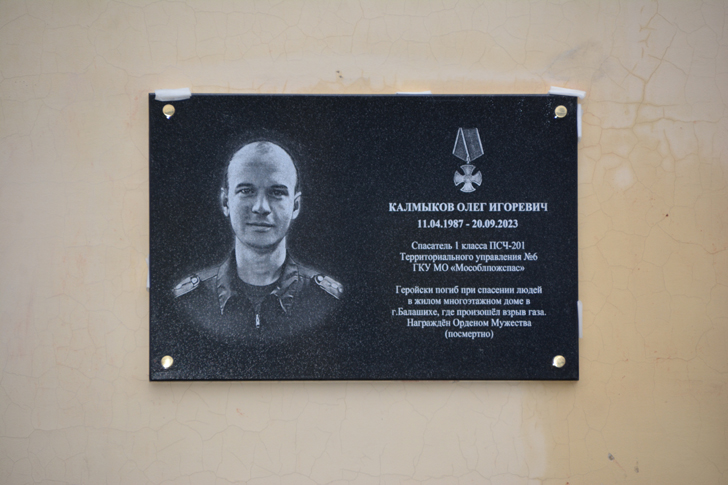 КАЛМЫКОВ ОЛЕГ ИГОРЕВИЧ
11.04.1987 - 20.09.2023
Спасатель 1 класса ПСЧ-201
Территориального управления №6
ГКУ МО «Мособлпожспас»
Геройски погиб при спасении людей
в жилом многоэтажном доме в
г.Балашихе, где произошёл взрыв газа.
Награждён Орденом Мужества
(посмертно)